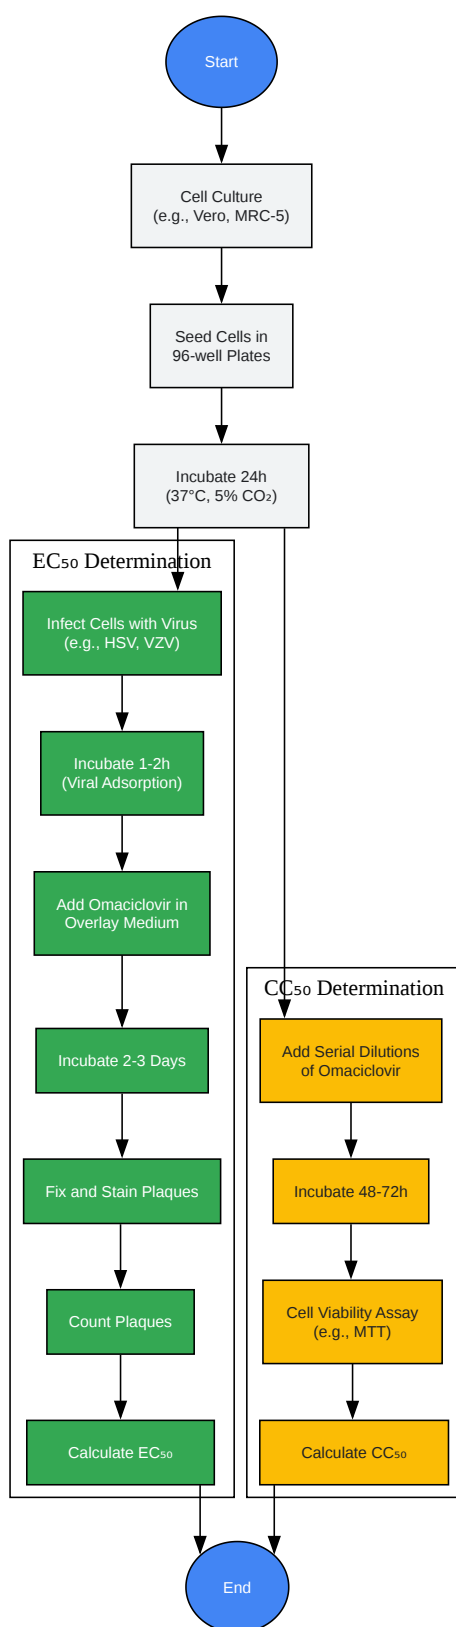 Start
Cell Culture
(e.g., Vero, MRC-5)
Seed Cells in
96-well Plates
Incubate 24h
(37°C, 5% CO₂)
EC₅₀ Determination
Infect Cells with Virus
(e.g., HSV, VZV)
Incubate 1-2h
(Viral Adsorption)
Add Omaciclovir in
Overlay Medium
Incubate 2-3 Days
Fix and Stain Plaques
Count Plaques
Calculate EC₅₀
CC₅₀ Determination
Add Serial Dilutions
of Omaciclovir
Incubate 48-72h
Cell Viability Assay
(e.g., MTT)
Calculate CC₅₀
End